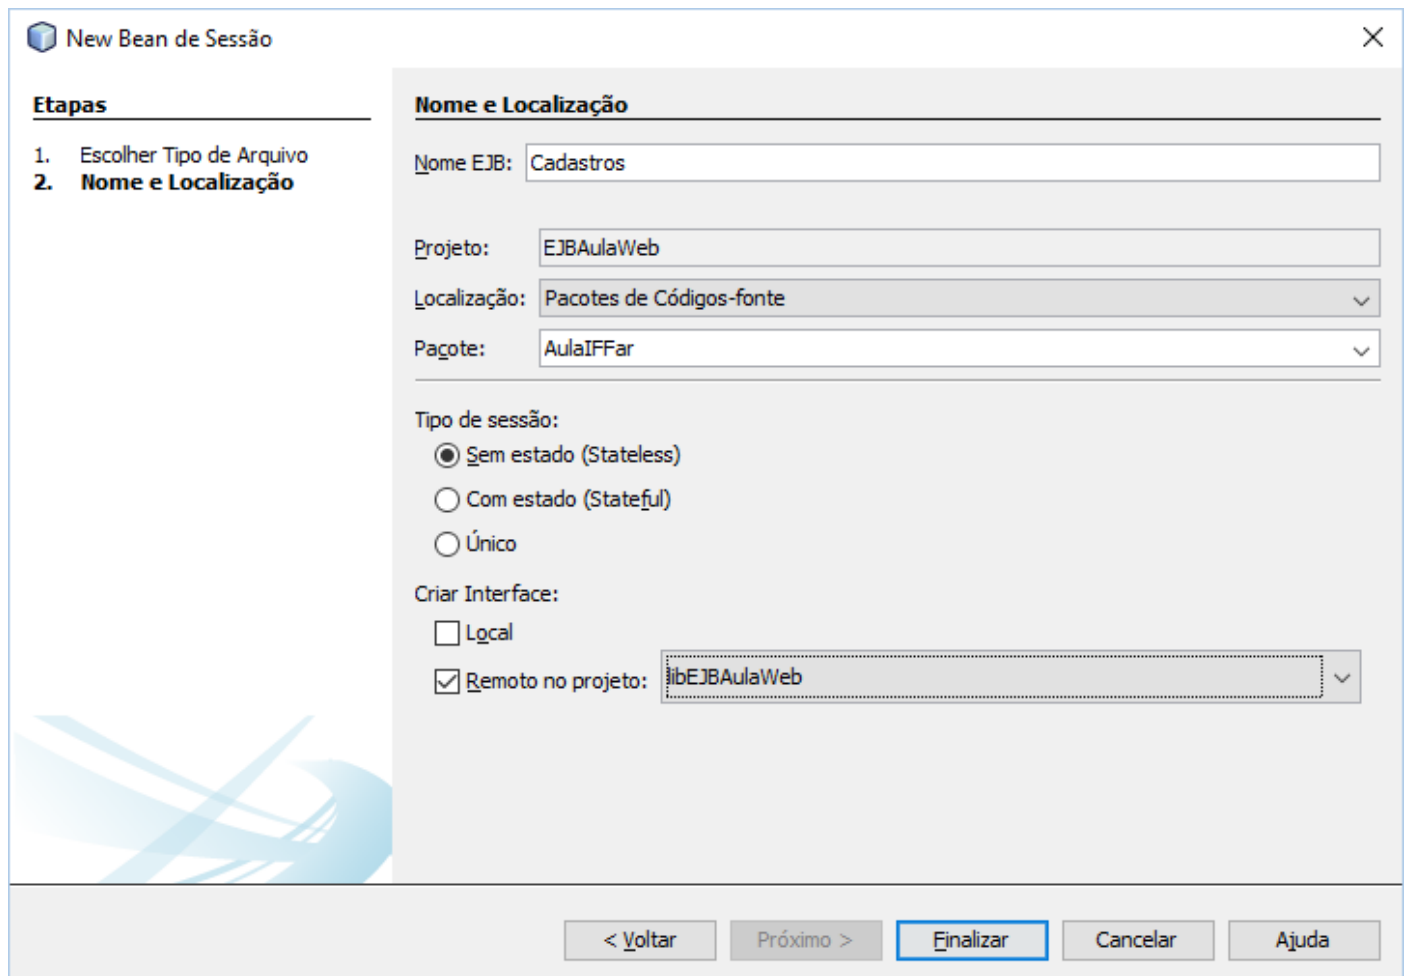 New Bean de Sessão
Etapas
1. Escolher Tipo de Arquivo
2. Nome e Localização
Nome e Localização
Nome EJB: Cadastros
Projeto: EJBAulaWeb
Localização: Pacotes de Códigos-fonte
Pacote: AulaIFFar
Tipo de sessão:
Sem estado (Stateless)
Com estado (Stateful)
Único
Criar Interface:
Local
Remoto no projeto: libEJBAulaWeb
< Voltar Próximo > Finalizar Cancelar Ajuda